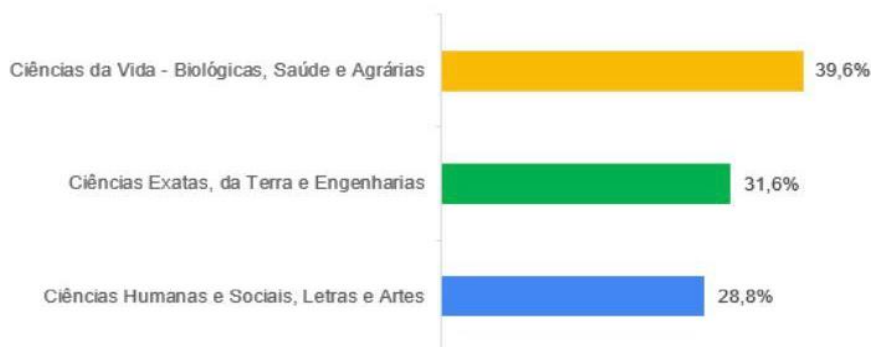 Ciências da Vida - Biológicas, Saúde e Agrárias 39,6%
Ciências Exatas, da Terra e Engenharias 31,6%
Ciências Humanas e Sociais, Letras e Artes 28,8%